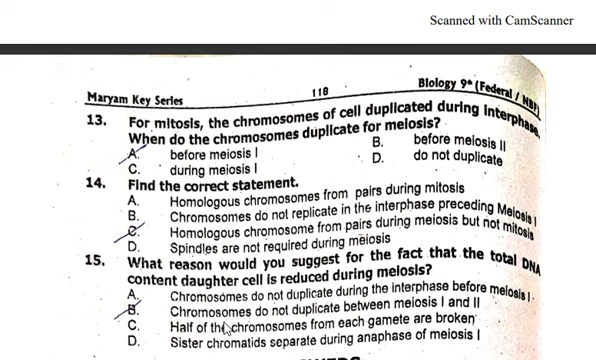 Scanned with CamScanner
Maryam Key Series 118 Biology 9th (Federal / NBF)
13. For mitosis, the chromosomes of cell duplicated during interphase.
When do the chromosomes duplicate for meiosis?
A. before meiosis I B. before meiosis II
C. during meiosis I D. do not duplicate
14. Find the correct statement.
A. Homologous chromosomes from pairs during mitosis
B. Chromosomes do not replicate in the interphase preceding Meiosis I
C. Homologous chromosome from pairs during meiosis but not mitosis
D. Spindles are not required during meiosis
15. What reason would you suggest for the fact that the total DNA
content daughter cell is reduced during meiosis?
A. Chromosomes do not duplicate during the interphase before meiosis I.
B. Chromosomes do not duplicate between meiosis I and II
C. Half of the chromosomes from each gamete are broken
D. Sister chromatids separate during anaphase of meiosis I